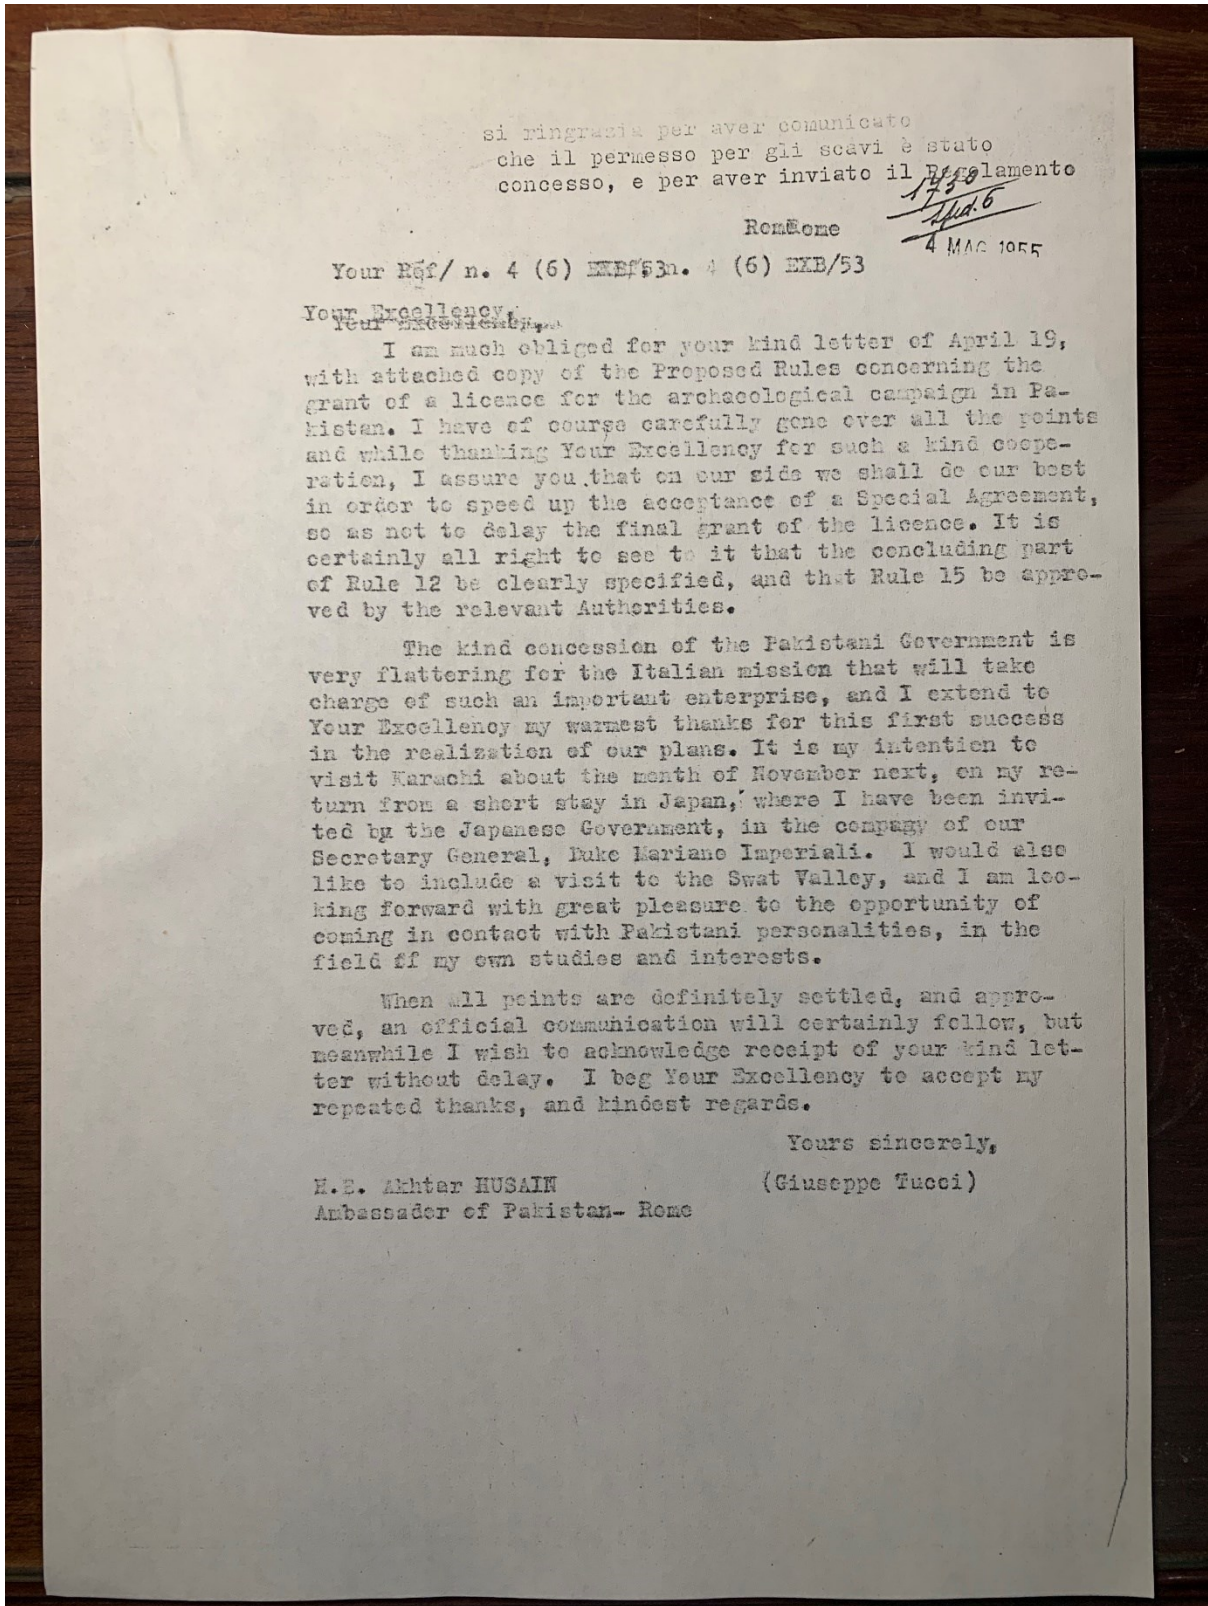 si ringrazia per aver comunicato
che il permesso per gli scavi è stato
concesso, e per aver inviato il Regolamento
1738
Sped. 6
Rome
4 MAG 1955
Your Ref/ n. 4 (6) EXB/53 n. 4 (6) EXB/53
Your Excellency,
Your Excellency,
I am much obliged for your kind letter of April 19,
with attached copy of the Proposed Rules concerning the
grant of a licence for the archaeological campaign in Pa-
kistan. I have of course carefully gone over all the points
and while thanking Your Excellency for such a kind coope-
ration, I assure you that on our side we shall do our best
in order to speed up the acceptance of a Special Agreement,
so as not to delay the final grant of the licence. It is
certainly all right to see to it that the concluding part
of Rule 12 be clearly specified, and that Rule 15 be appro-
ved by the relevant Authorities.
The kind concession of the Pakistani Government is
very flattering for the Italian mission that will take
charge of such an important enterprise, and I extend to
Your Excellency my warmest thanks for this first success
in the realization of our plans. It is my intention to
visit Karachi about the month of November next, on my re-
turn from a short stay in Japan, where I have been invi-
ted by the Japanese Government, in the compagy of our
Secretary General, Duke Mariano Imperiali. I would also
like to include a visit to the Swat Valley, and I am loo-
king forward with great pleasure to the opportunity of
coming in contact with Pakistani personalities, in the
field ff my own studies and interests.
When all points are definitely settled, and appro-
ved, an official communication will certainly follow, but
meanwhile I wish to acknowledge receipt of your kind let-
ter without delay. I beg Your Excellency to accept my
repeated thanks, and kindest regards.
Yours sincerely,
(Giuseppe Tucci)
H.E. Akhter HUSAIN
Ambassador of Pakistan- Rome